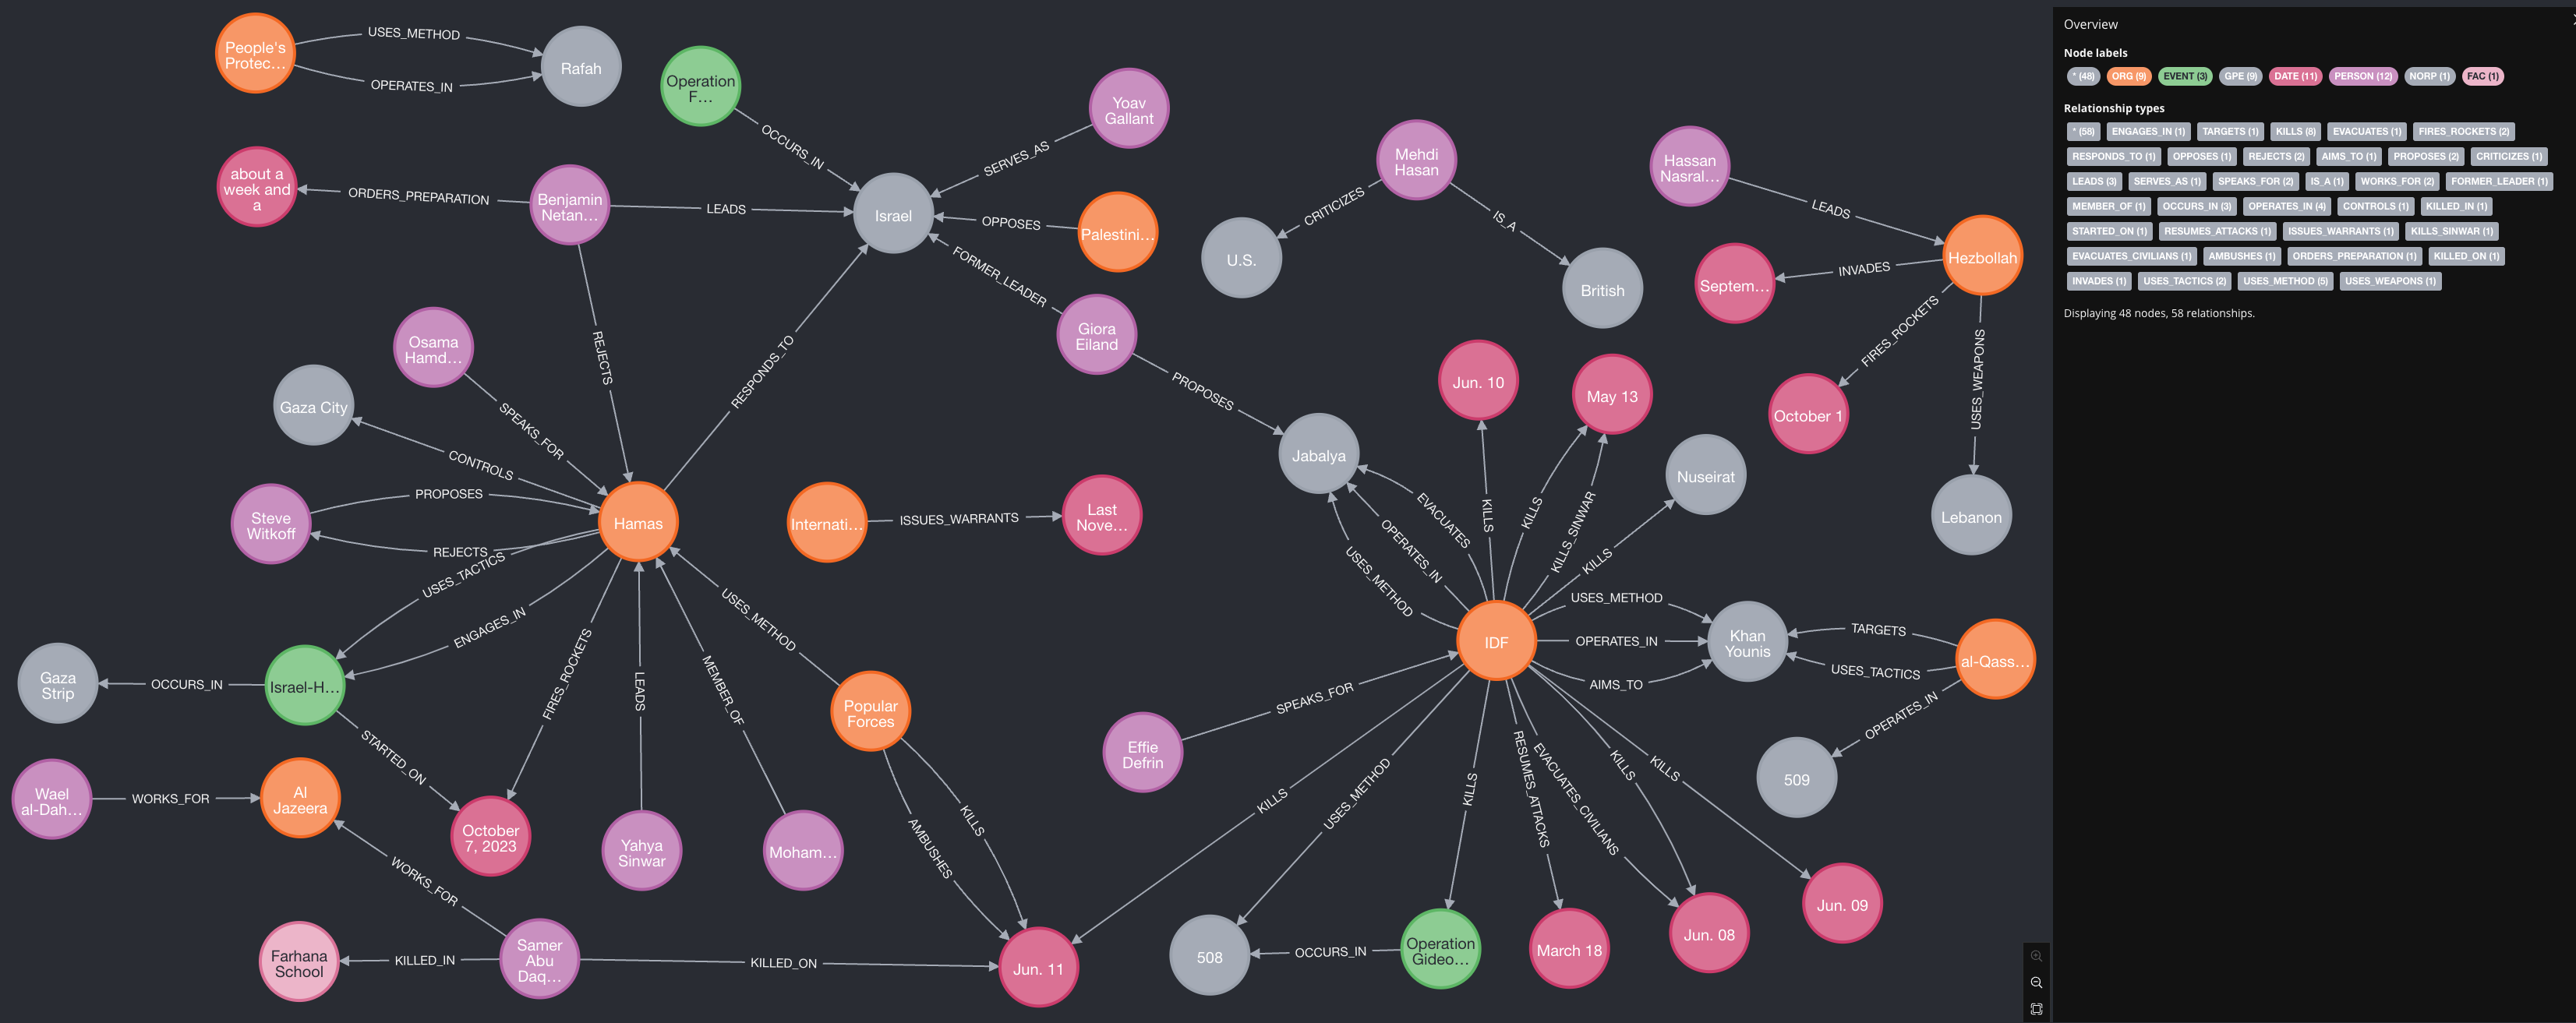 People's
Protec...
USES_METHOD
OPERATES_IN
Rafah
Operation
F...
OCCURS_IN
Yoav
Gallant
SERVES_AS
about a
week and
a
ORDERS_PREPARATION
Benjamin
Netan...
LEADS
Israel
OPPOSES
Palestini...
FORMER_LEADER
Giora
Eiland
PROPOSES
Mehdi
Hasan
CRITICIZES
U.S.
IS_A
British
Hassan
Nasral...
LEADS
Hezbollah
INVADES
Septem...
FIRES_ROCKETS
October 1
USES_WEAPONS
Lebanon
REJECTS
RESPONDS_TO
Osama
Hamd...
SPEAKS_FOR
Gaza City
CONTROLS
Steve
Witkoff
PROPOSES
REJECTS
Hamas
USES_TACTICS
ENGAGES_IN
FIRES_ROCKETS
LEADS
MEMBER_OF
USES_METHOD
Internati...
ISSUES_WARRANTS
Last
Nove...
Jabalya
EVACUATES
OPERATES_IN
USES_METHOD
Jun. 10
KILLS
May 13
KILLS
KILLS_SINWAR
Nuseirat
KILLS
IDF
USES_METHOD
OPERATES_IN
AIMS_TO
Khan
Younis
TARGETS
USES_TACTICS
al-Qass...
OPERATES_IN
509
Gaza
Strip
OCCURS_IN
Israel-H...
STARTED_ON
October
7, 2023
Wael
al-Dah...
WORKS_FOR
Al
Jazeera
WORKS_FOR
Yahya
Sinwar
Moham...
Popular
Forces
AMBUSHES
KILLS
Effie
Defrin
SPEAKS_FOR
KILLS
USES_METHOD
KILLS
RESUMES_ATTACKS
EVACUATES_CIVILIANS
KILLS
KILLS
Farhana
School
KILLED_IN
Samer
Abu
Daq...
KILLED_ON
Jun. 11
508
OCCURS_IN
Operation
Gideo...
March 18
Jun. 08
Jun. 09
Overview
Node labels
* (48) ORG (9) EVENT (3) GPE (9) DATE (11) PERSON (12) NORP (1) FAC (1)
Relationship types
* (58) ENGAGES_IN (1) TARGETS (1) KILLS (8) EVACUATES (1) FIRES_ROCKETS (2)
RESPONDS_TO (1) OPPOSES (1) REJECTS (2) AIMS_TO (1) PROPOSES (2) CRITICIZES (1)
LEADS (3) SERVES_AS (1) SPEAKS_FOR (2) IS_A (1) WORKS_FOR (2) FORMER_LEADER (1)
MEMBER_OF (1) OCCURS_IN (3) OPERATES_IN (4) CONTROLS (1) KILLED_IN (1)
STARTED_ON (1) RESUMES_ATTACKS (1) ISSUES_WARRANTS (1) KILLS_SINWAR (1)
EVACUATES_CIVILIANS (1) AMBUSHES (1) ORDERS_PREPARATION (1) KILLED_ON (1)
INVADES (1) USES_TACTICS (2) USES_METHOD (5) USES_WEAPONS (1)
Displaying 48 nodes, 58 relationships.